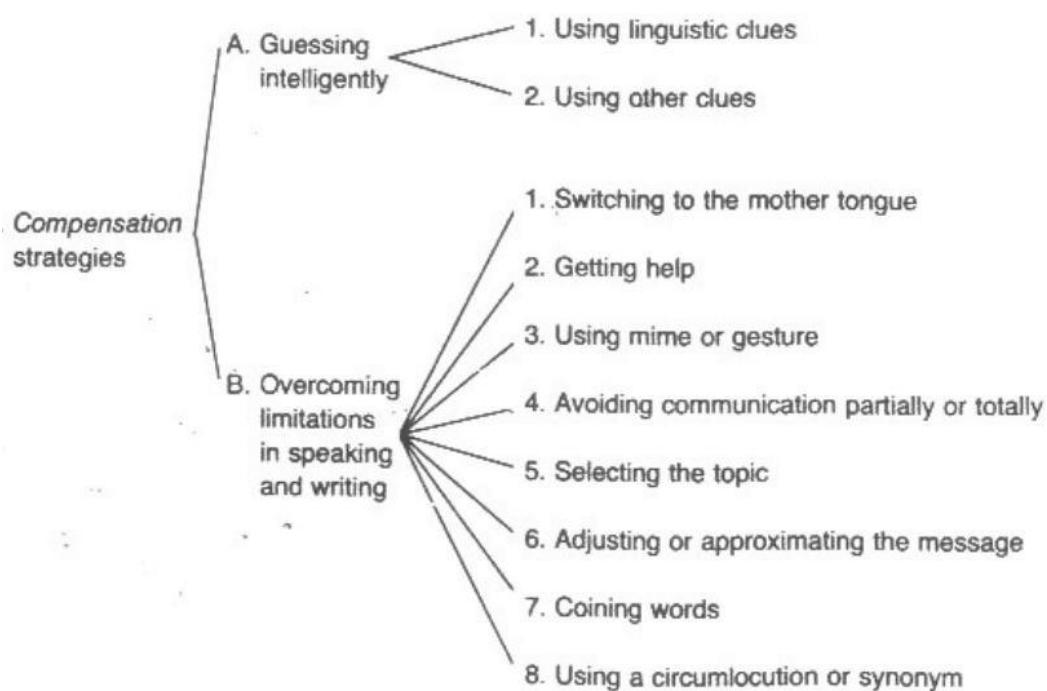 A. Guessing
intelligently
1. Using linguistic clues
2. Using other clues
Compensation
strategies
B. Overcoming
limitations
in speaking
and writing
1. Switching to the mother tongue
2. Getting help
3. Using mime or gesture
4. Avoiding communication partially or totally
5. Selecting the topic
6. Adjusting or approximating the message
7. Coining words
8. Using a circumlocution or synonym